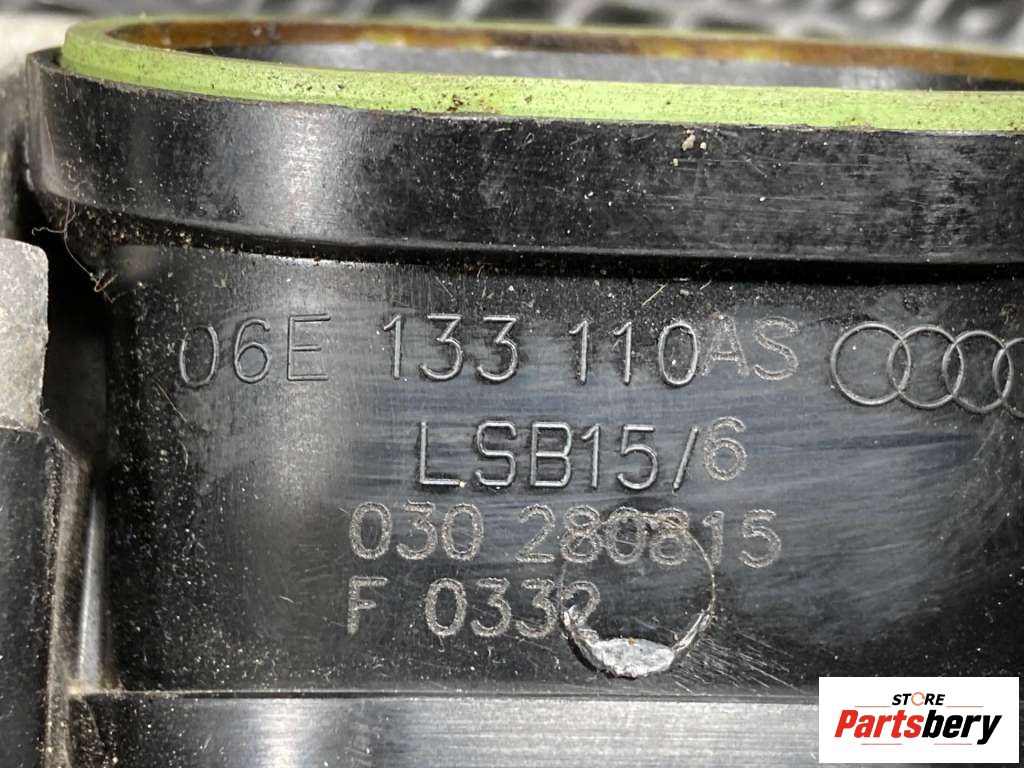 06E 133 110AS
LSB15/6
030 280815
F 0332
STORE
Partsbery